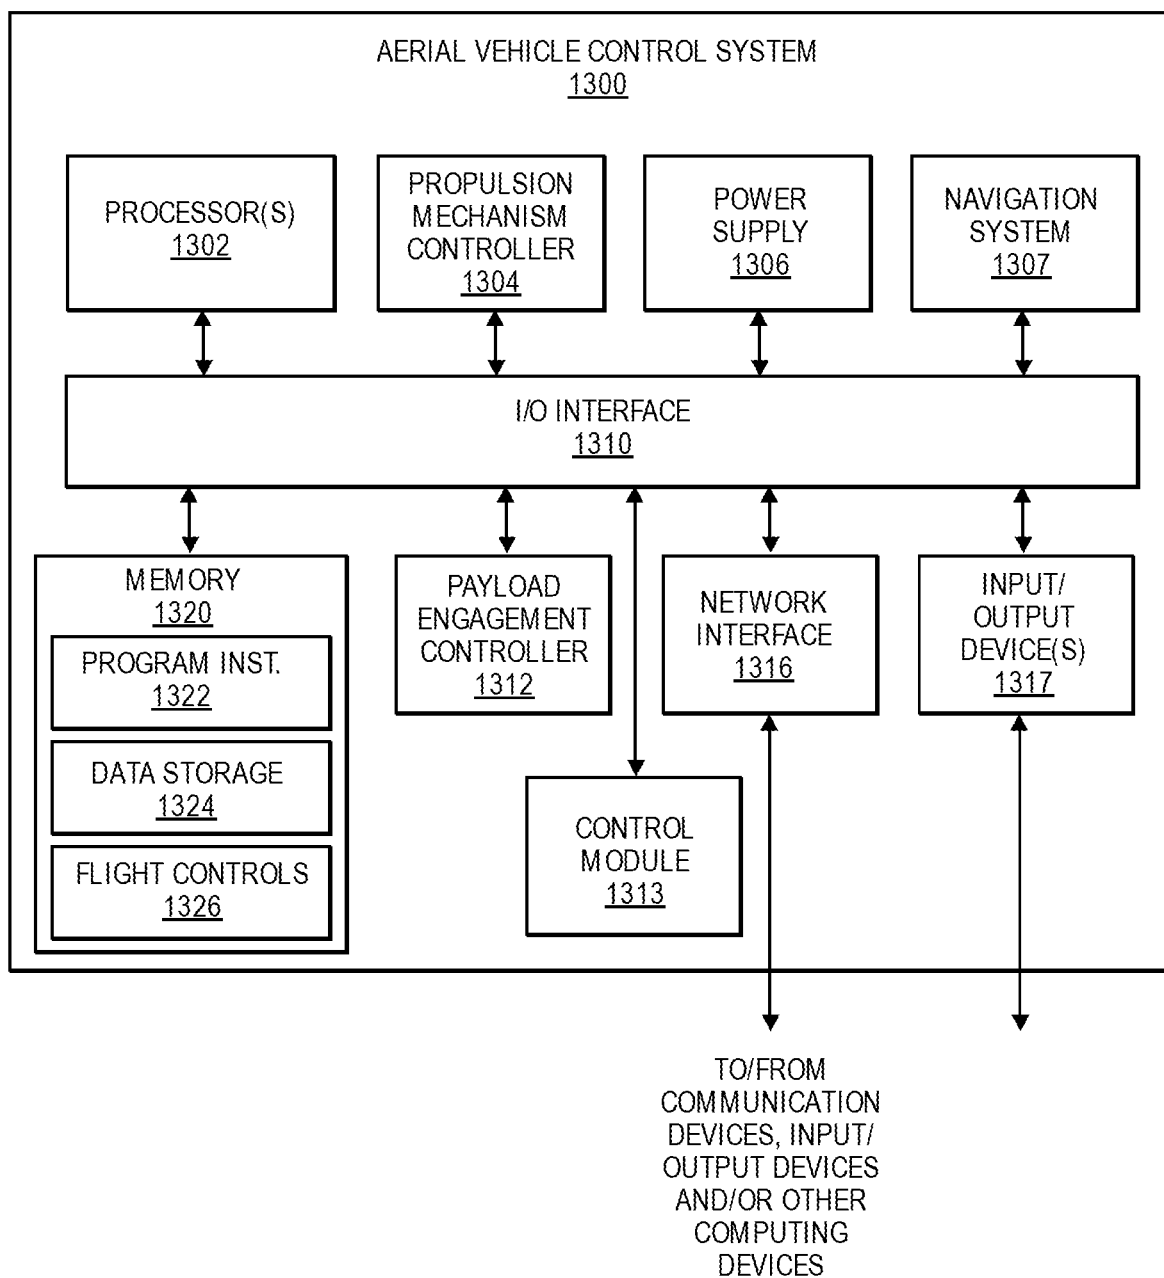 AERIAL VEHICLE CONTROL SYSTEM
1300
PROCESSOR(S)
1302
PROPULSION
MECHANISM
CONTROLLER
1304
POWER
SUPPLY
1306
NAVIGATION
SYSTEM
1307
I/O INTERFACE
1310
MEMORY
1320
PROGRAM INST.
1322
DATA STORAGE
1324
FLIGHT CONTROLS
1326
PAYLOAD
ENGAGEMENT
CONTROLLER
1312
CONTROL
MODULE
1313
NETWORK
INTERFACE
1316
INPUT/
OUTPUT
DEVICE(S)
1317
TO/FROM
COMMUNICATION
DEVICES, INPUT/
OUTPUT DEVICES
AND/OR OTHER
COMPUTING
DEVICES